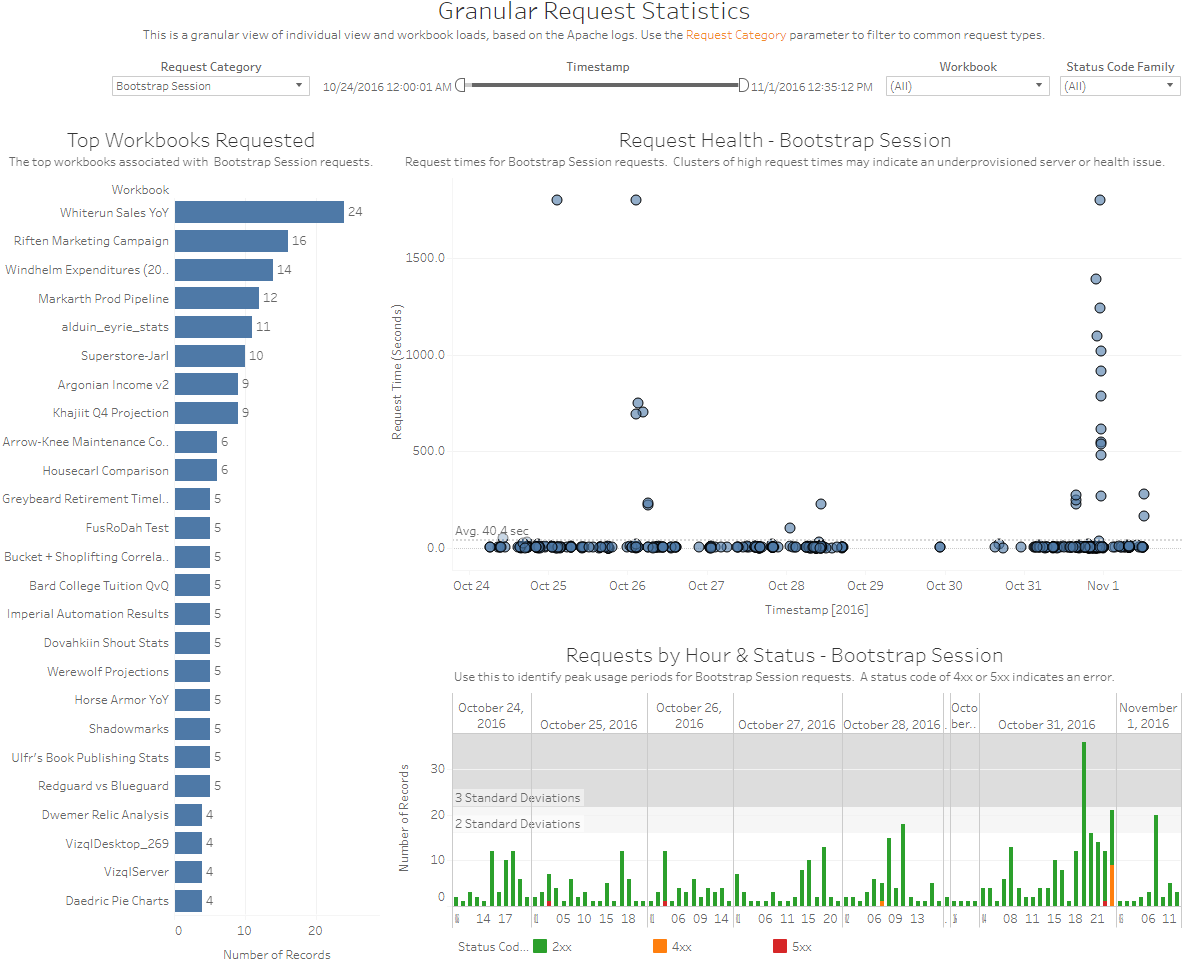 Granular Request Statistics
This is a granular view of individual view and workbook loads, based on the Apache logs. Use the Request Category parameter to filter to common request types.
Request Category
Bootstrap Session
Timestamp
10/24/2016 12:00:01 AM
11/1/2016 12:35:12 PM
Workbook
(All)
Status Code Family
(All)
Top Workbooks Requested
The top workbooks associated with Bootstrap Session requests.
Workbook
Whiterun Sales YoY 24
Riften Marketing Campaign 16
Windhelm Expenditures (20.. 14
Markarth Prod Pipeline 12
alduin_eyrie_stats 11
Superstore-Jarl 10
Argonian Income v2 9
Khajiit Q4 Projection 9
Arrow-Knee Maintenance Co.. 6
Housecarl Comparison 6
Greybeard Retirement Timel.. 5
FusRoDah Test 5
Bucket + Shoplifting Correla.. 5
Bard College Tuition QvQ 5
Imperial Automation Results 5
Dovahkiin Shout Stats 5
Werewolf Projections 5
Horse Armor YoY 5
Shadowmarks 5
Ulfr's Book Publishing Stats 5
Redguard vs Blueguard 5
Dwemer Relic Analysis 4
VizqlDesktop_269 4
VizqlServer 4
Daedric Pie Charts 4
0 10 20
Number of Records
Request Health - Bootstrap Session
Request times for Bootstrap Session requests. Clusters of high request times may indicate an underprovisioned server or health issue.
Request Time (Seconds)
1500.0
1000.0
500.0
Avg. 40.4 sec
0.0
Oct 24 Oct 25 Oct 26 Oct 27 Oct 28 Oct 29 Oct 30 Oct 31 Nov 1
Timestamp [2016]
Requests by Hour & Status - Bootstrap Session
Use this to identify peak usage periods for Bootstrap Session requests. A status code of 4xx or 5xx indicates an error.
October 24, 2016
October 25, 2016
October 26, 2016
October 27, 2016
October 28, 2016
.
Octo ber..
October 31, 2016
November 1, 2016
Number of Records
30
3 Standard Deviations
20
2 Standard Deviations
10
0
14 17 05 10 15 18 06 09 14 06 11 15 20 06 09 13 08 11 15 18 21 06 11
Status Cod... 2xx 4xx 5xx